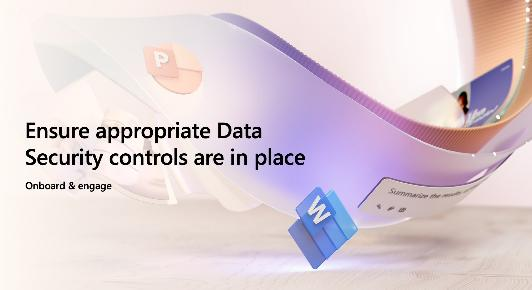 P
Ensure appropriate Data
Security controls are in place
Onboard & engage
W
Summarize the